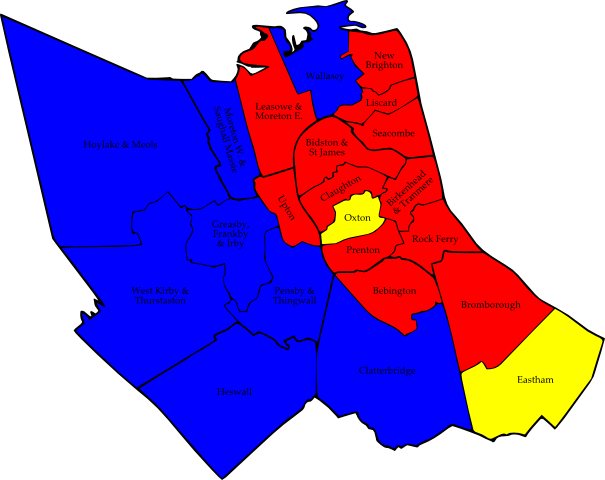 New
Brighton
Wallasey
Liscard
Leasowe &
Moreton E.
Seacombe
Moreton W. &
Saughall Massie
Hoylake & Meols
Bidston &
St James
Claughton
Birkenhead
& Tranmere
Upton
Oxton
Greasby,
Frankby
& Irby
Rock Ferry
Prenton
West Kirby &
Thurstaston
Pensby &
Thingwall
Bebington
Bromborough
Clatterbridge
Eastham
Heswall